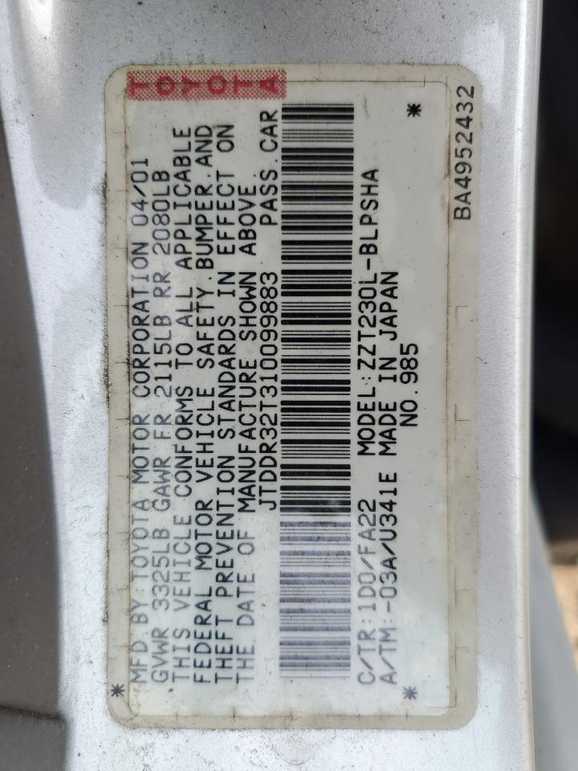 TOYOTA
MFD.BY:TOYOTA MOTOR CORPORATION 04/01
GVWR 3325LB GAWR FR 2115LB RR 2080LB
THIS VEHICLE CONFORMS TO ALL APPLICABLE
FEDERAL MOTOR VEHICLE SAFETY.BUMPER.AND
THEFT PREVENTION STANDARDS IN EFFECT ON
THE DATE OF MANUFACTURE SHOWN ABOVE.
JTDDR32T310099883 PASS.CAR
C/TR:1D0/FA22 MODEL:ZZT230L-BLPSHA
A/TM:-03A/U341E MADE IN JAPAN
* NO.985 *
BA4952432